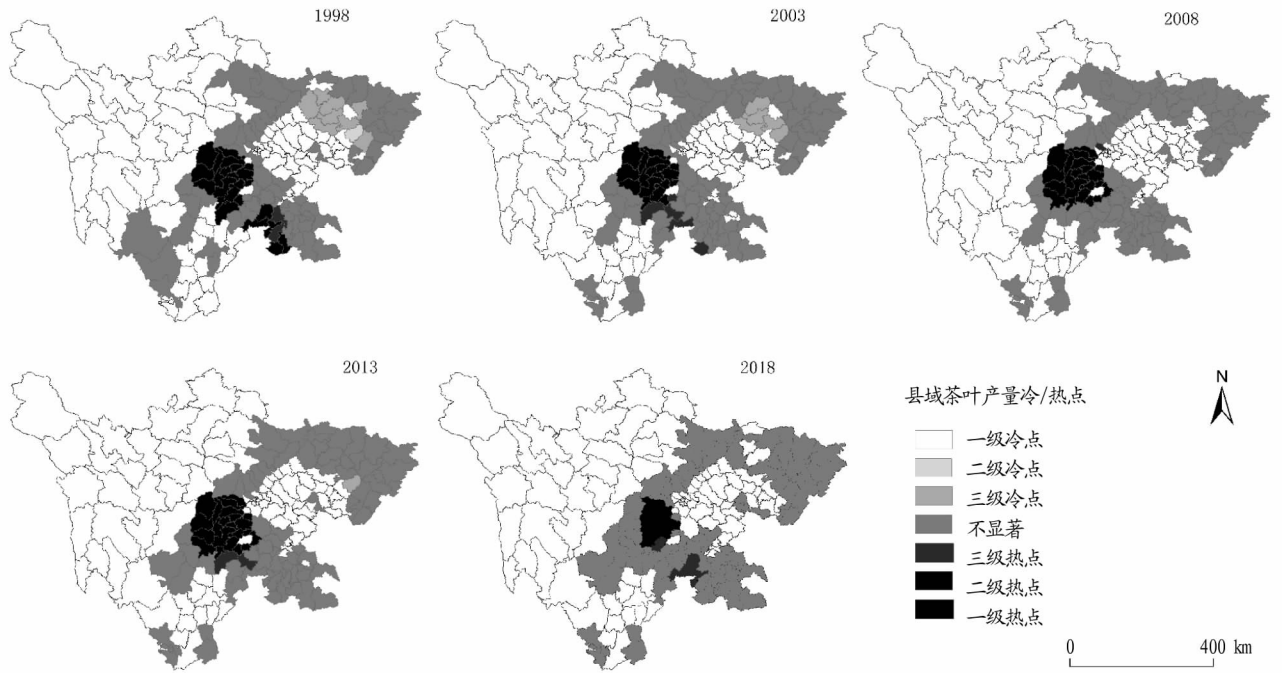 1998
2003
2008
2013
2018
县域茶叶产量冷/热点
一级冷点
二级冷点
三级冷点
不显著
三级热点
二级热点
一级热点
N
0 400 km